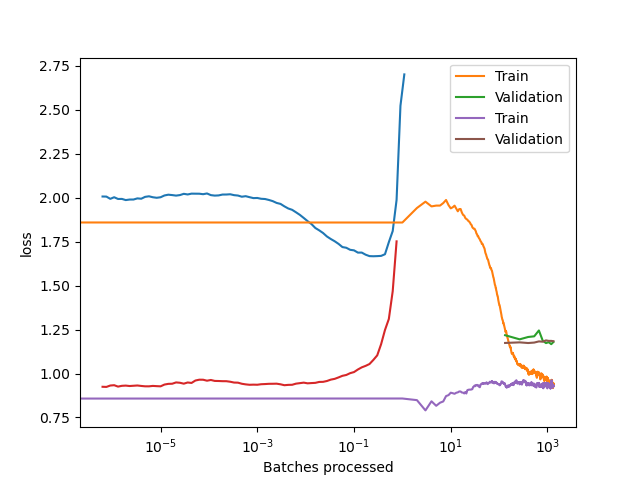 2.75
2.50
2.25
2.00
1.75
1.50
1.25
1.00
0.75
loss
Train
Validation
Train
Validation
10⁻⁵ 10⁻³ 10⁻¹ 10¹ 10³
Batches processed